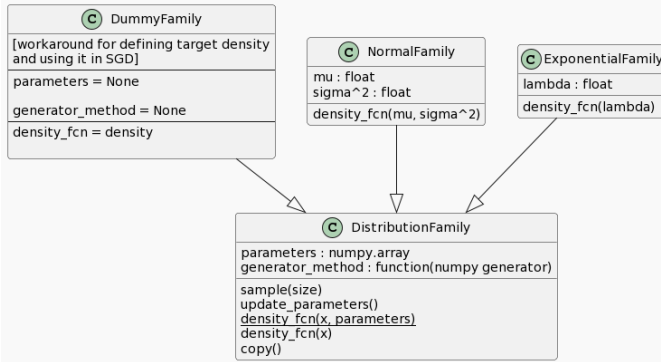 C DummyFamily
[workaround for defining target density
and using it in SGD]
parameters = None
generator_method = None
density_fcn = density
C NormalFamily
mu : float
sigma^2 : float
density_fcn(mu, sigma^2)
C ExponentialFamily
lambda : float
density_fcn(lambda)
C DistributionFamily
parameters : numpy.array
generator_method : function(numpy generator)
sample(size)
update_parameters()
density_fcn(x, parameters)
density_fcn(x)
copy()